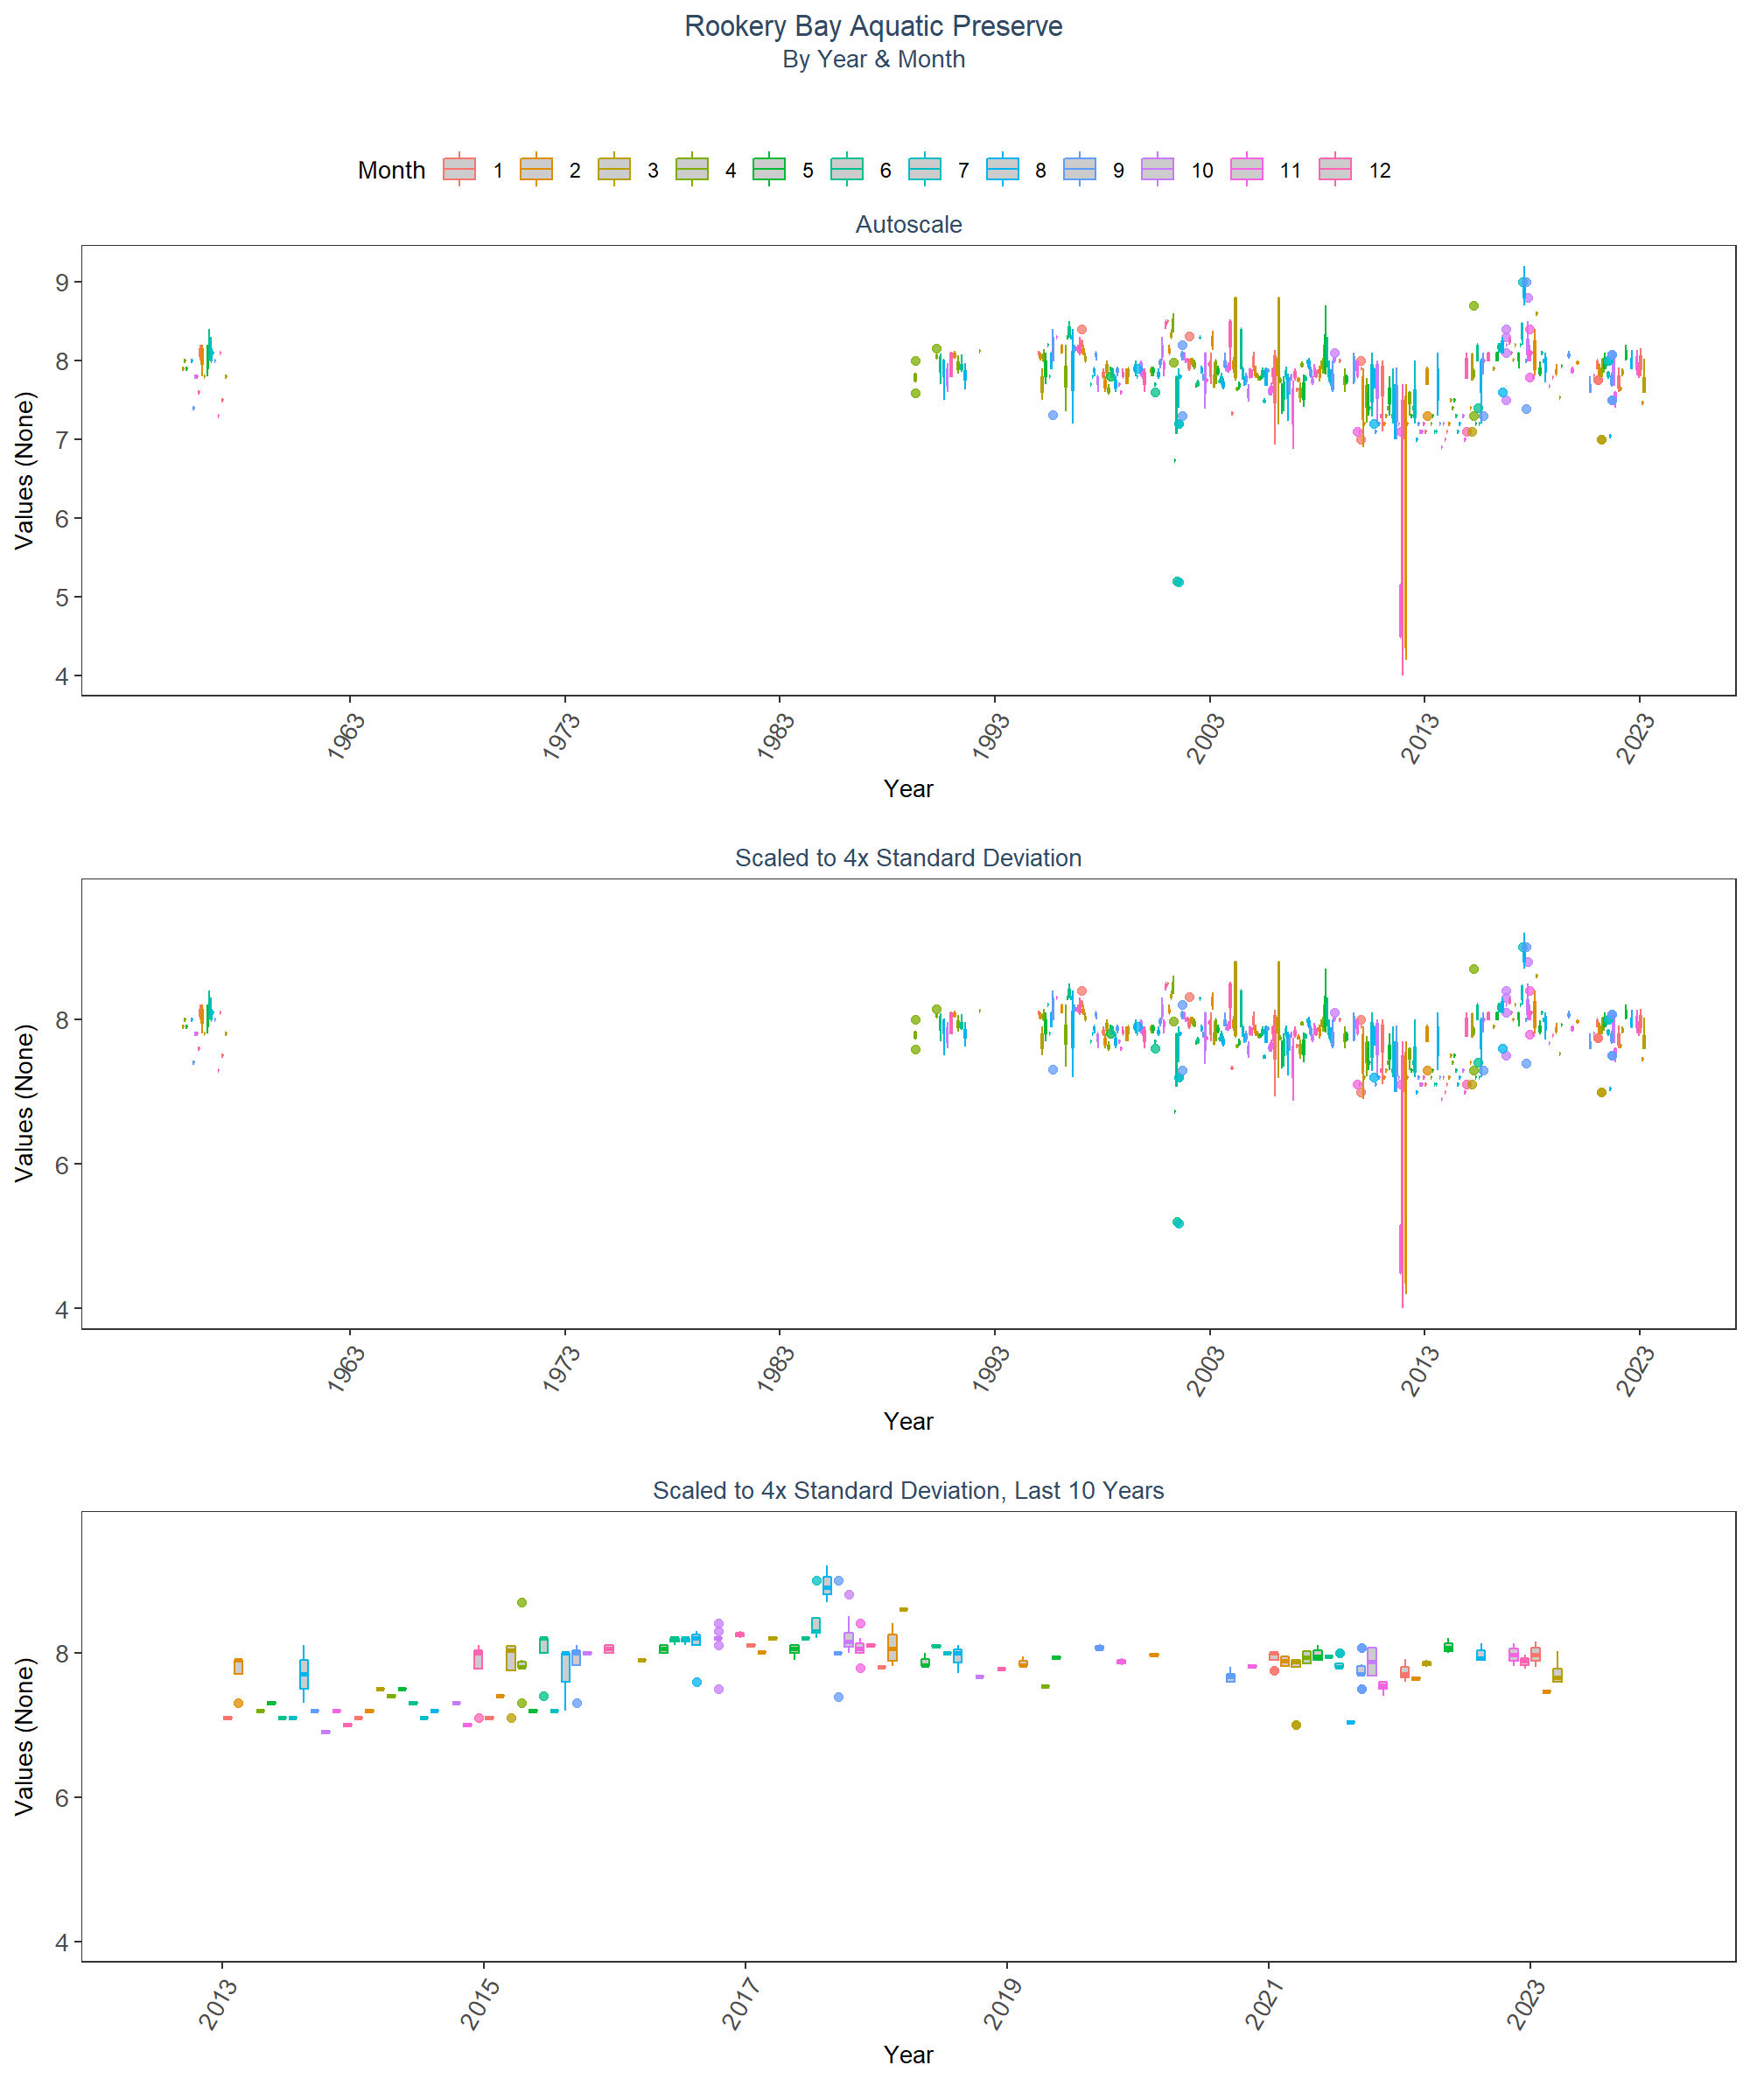 Rookery Bay Aquatic Preserve
By Year & Month
Month 1 2 3 4 5 6 7 8 9 10 11 12
Autoscale
Values (None)
9
8
7
6
5
4
1963 1973 1983 1993 2003 2013 2023
Year
Scaled to 4x Standard Deviation
Values (None)
8
6
4
1963 1973 1983 1993 2003 2013 2023
Year
Scaled to 4x Standard Deviation, Last 10 Years
Values (None)
8
6
4
2013 2015 2017 2019 2021 2023
Year